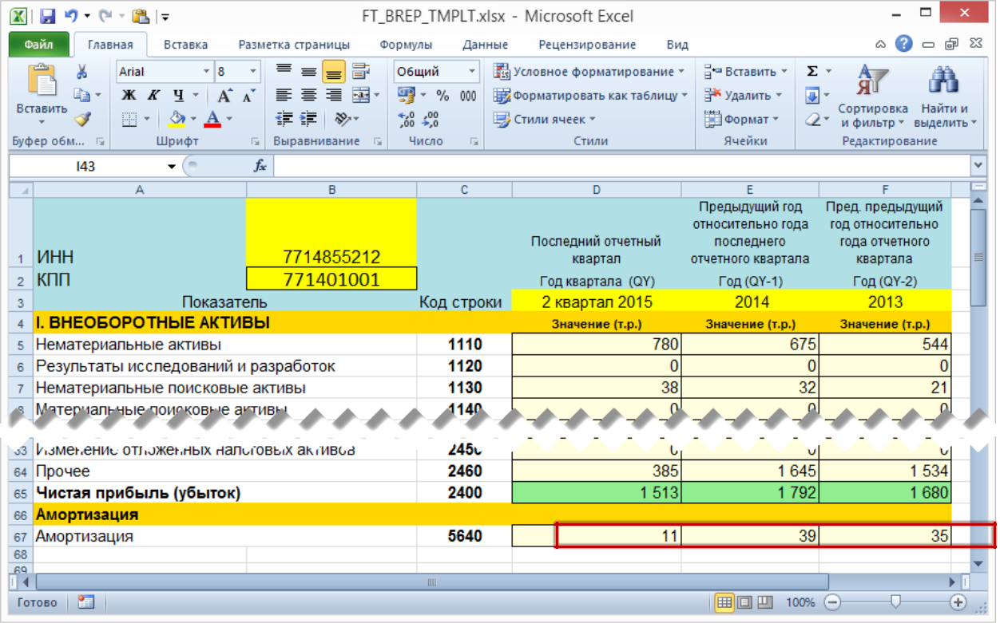 FT_BREP_TMPLT.xlsx - Microsoft Excel
Файл Главная Вставка Разметка страницы Формулы Данные Рецензирование Вид
Arial 8 Общий Условное форматирование Вставить Σ
Ж К Ч % 000 Форматировать как таблицу Удалить
Вставить Стили ячеек Формат Сортировка и фильтр Найти и выделить
Буфер обм... Шрифт Выравнивание Число Стили Ячейки Редактирование
I43 fx
A B C D E F
Предыдущий год Пред. предыдущий
относительно года год относительно
Последний отчетный последнего года отчетного
1 ИНН 7714855212 квартал отчетного квартала квартала
2 КПП 771401001 Год квартала (QY) Год (QY-1) Год (QY-2)
3 Показатель Код строки 2 квартал 2015 2014 2013
4 I. ВНЕОБОРОТНЫЕ АКТИВЫ Значение (т.р.) Значение (т.р.) Значение (т.р.)
5 Нематериальные активы 1110 780 675 544
6 Результаты исследований и разработок 1120 0 0 0
7 Нематериальные поисковые активы 1130 38 32 21
8 Материальные поисковые активы 1140 0 0 0
63 Изменение отложенных налоговых активов 2450 0 0 0
64 Прочее 2460 385 1 645 1 534
65 Чистая прибыль (убыток) 2400 1 513 1 792 1 680
66 Амортизация
67 Амортизация 5640 11 39 35
68
69
Готово 100%